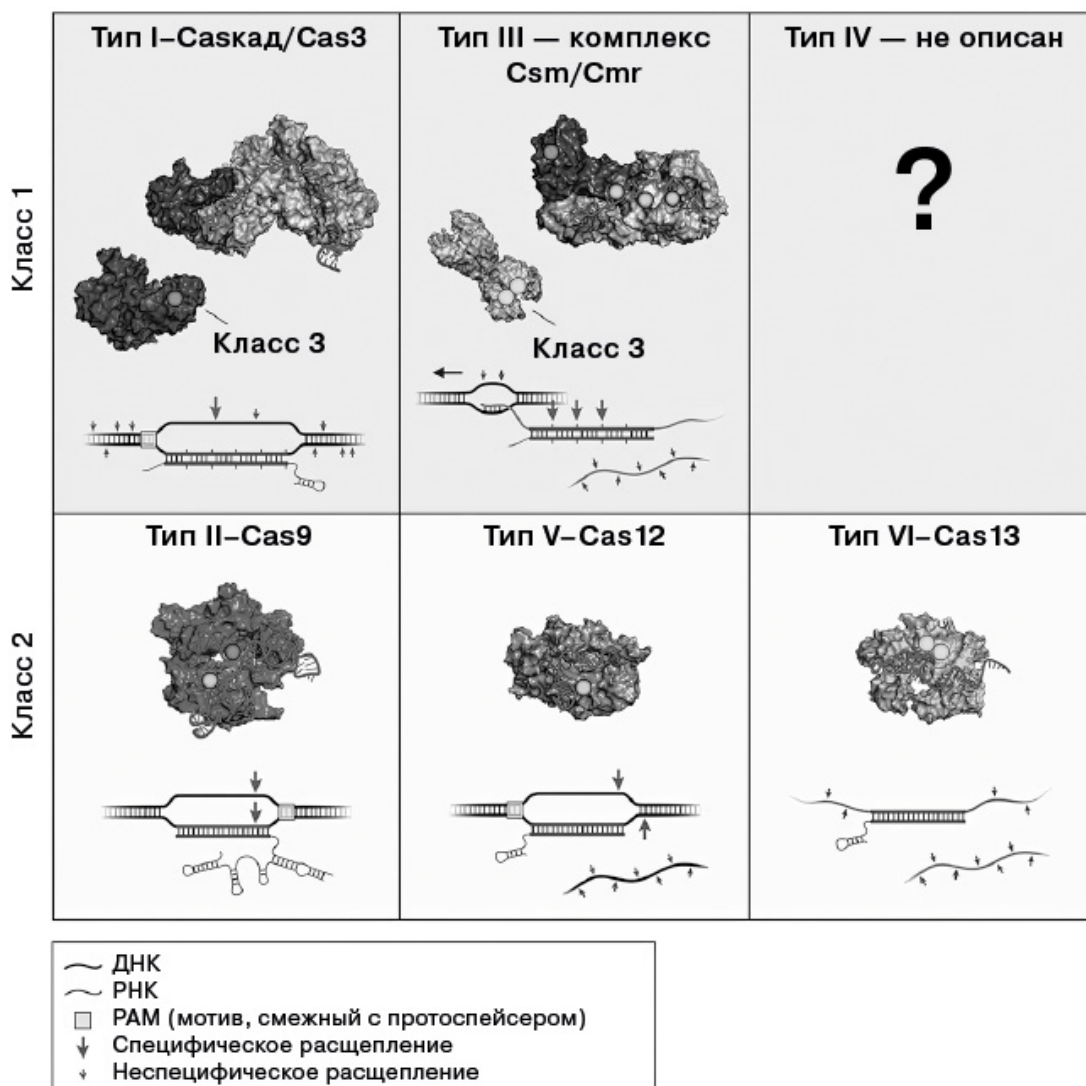 Тип I–Casкад/Cas3
Тип III — комплекс
Csm/Cmr
Тип IV — не описан
Класс 1
?
Класс 3
Класс 3
Тип II–Cas9
Тип V–Cas12
Тип VI–Cas13
Класс 2
ДНК
РНК
PAM (мотив, смежный с протоспейсером)
Специфическое расщепление
Неспецифическое расщепление